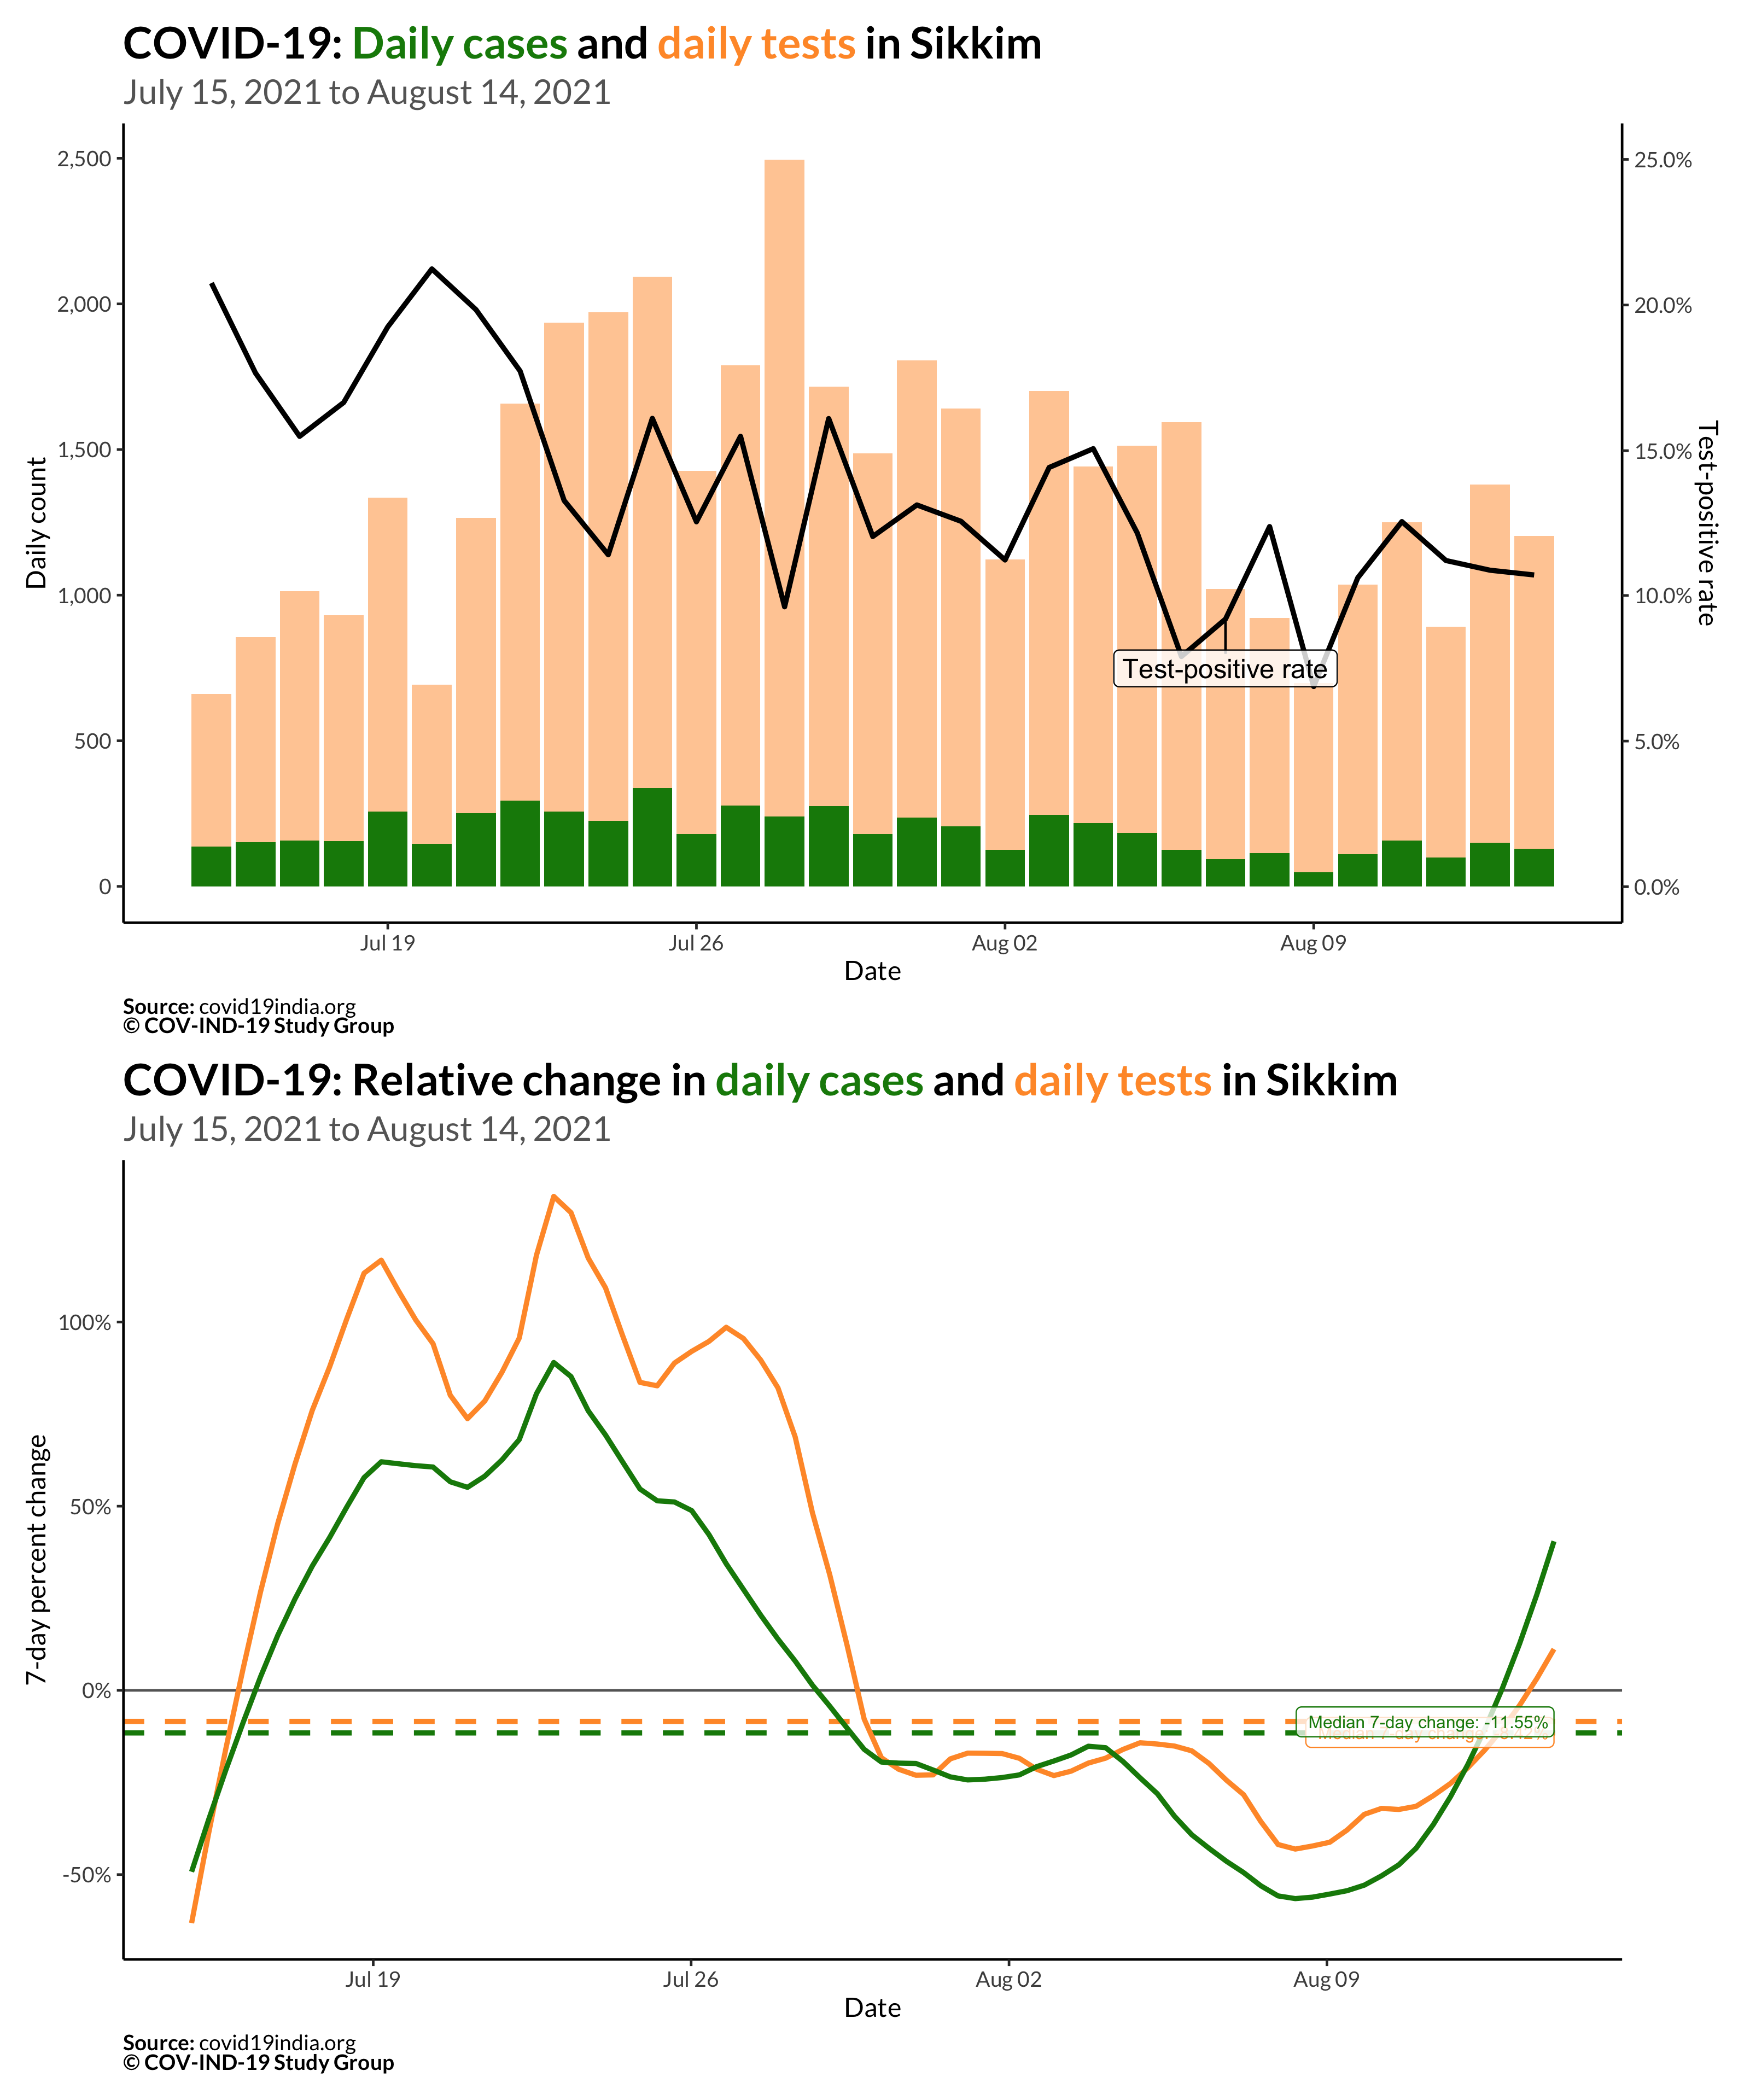 COVID-19: Daily cases and daily tests in Sikkim
July 15, 2021 to August 14, 2021
2,500
2,000
1,500
1,000
500
0
Daily count
25.0%
20.0%
15.0%
10.0%
5.0%
0.0%
Test-positive rate
Test-positive rate
Jul 19
Jul 26
Aug 02
Aug 09
Date
Source: covid19india.org
© COV-IND-19 Study Group
COVID-19: Relative change in daily cases and daily tests in Sikkim
July 15, 2021 to August 14, 2021
100%
50%
0%
-50%
7-day percent change
Median 7-day change: -11.55%
Median 7-day change:
Jul 19
Jul 26
Aug 02
Aug 09
Date
Source: covid19india.org
© COV-IND-19 Study Group